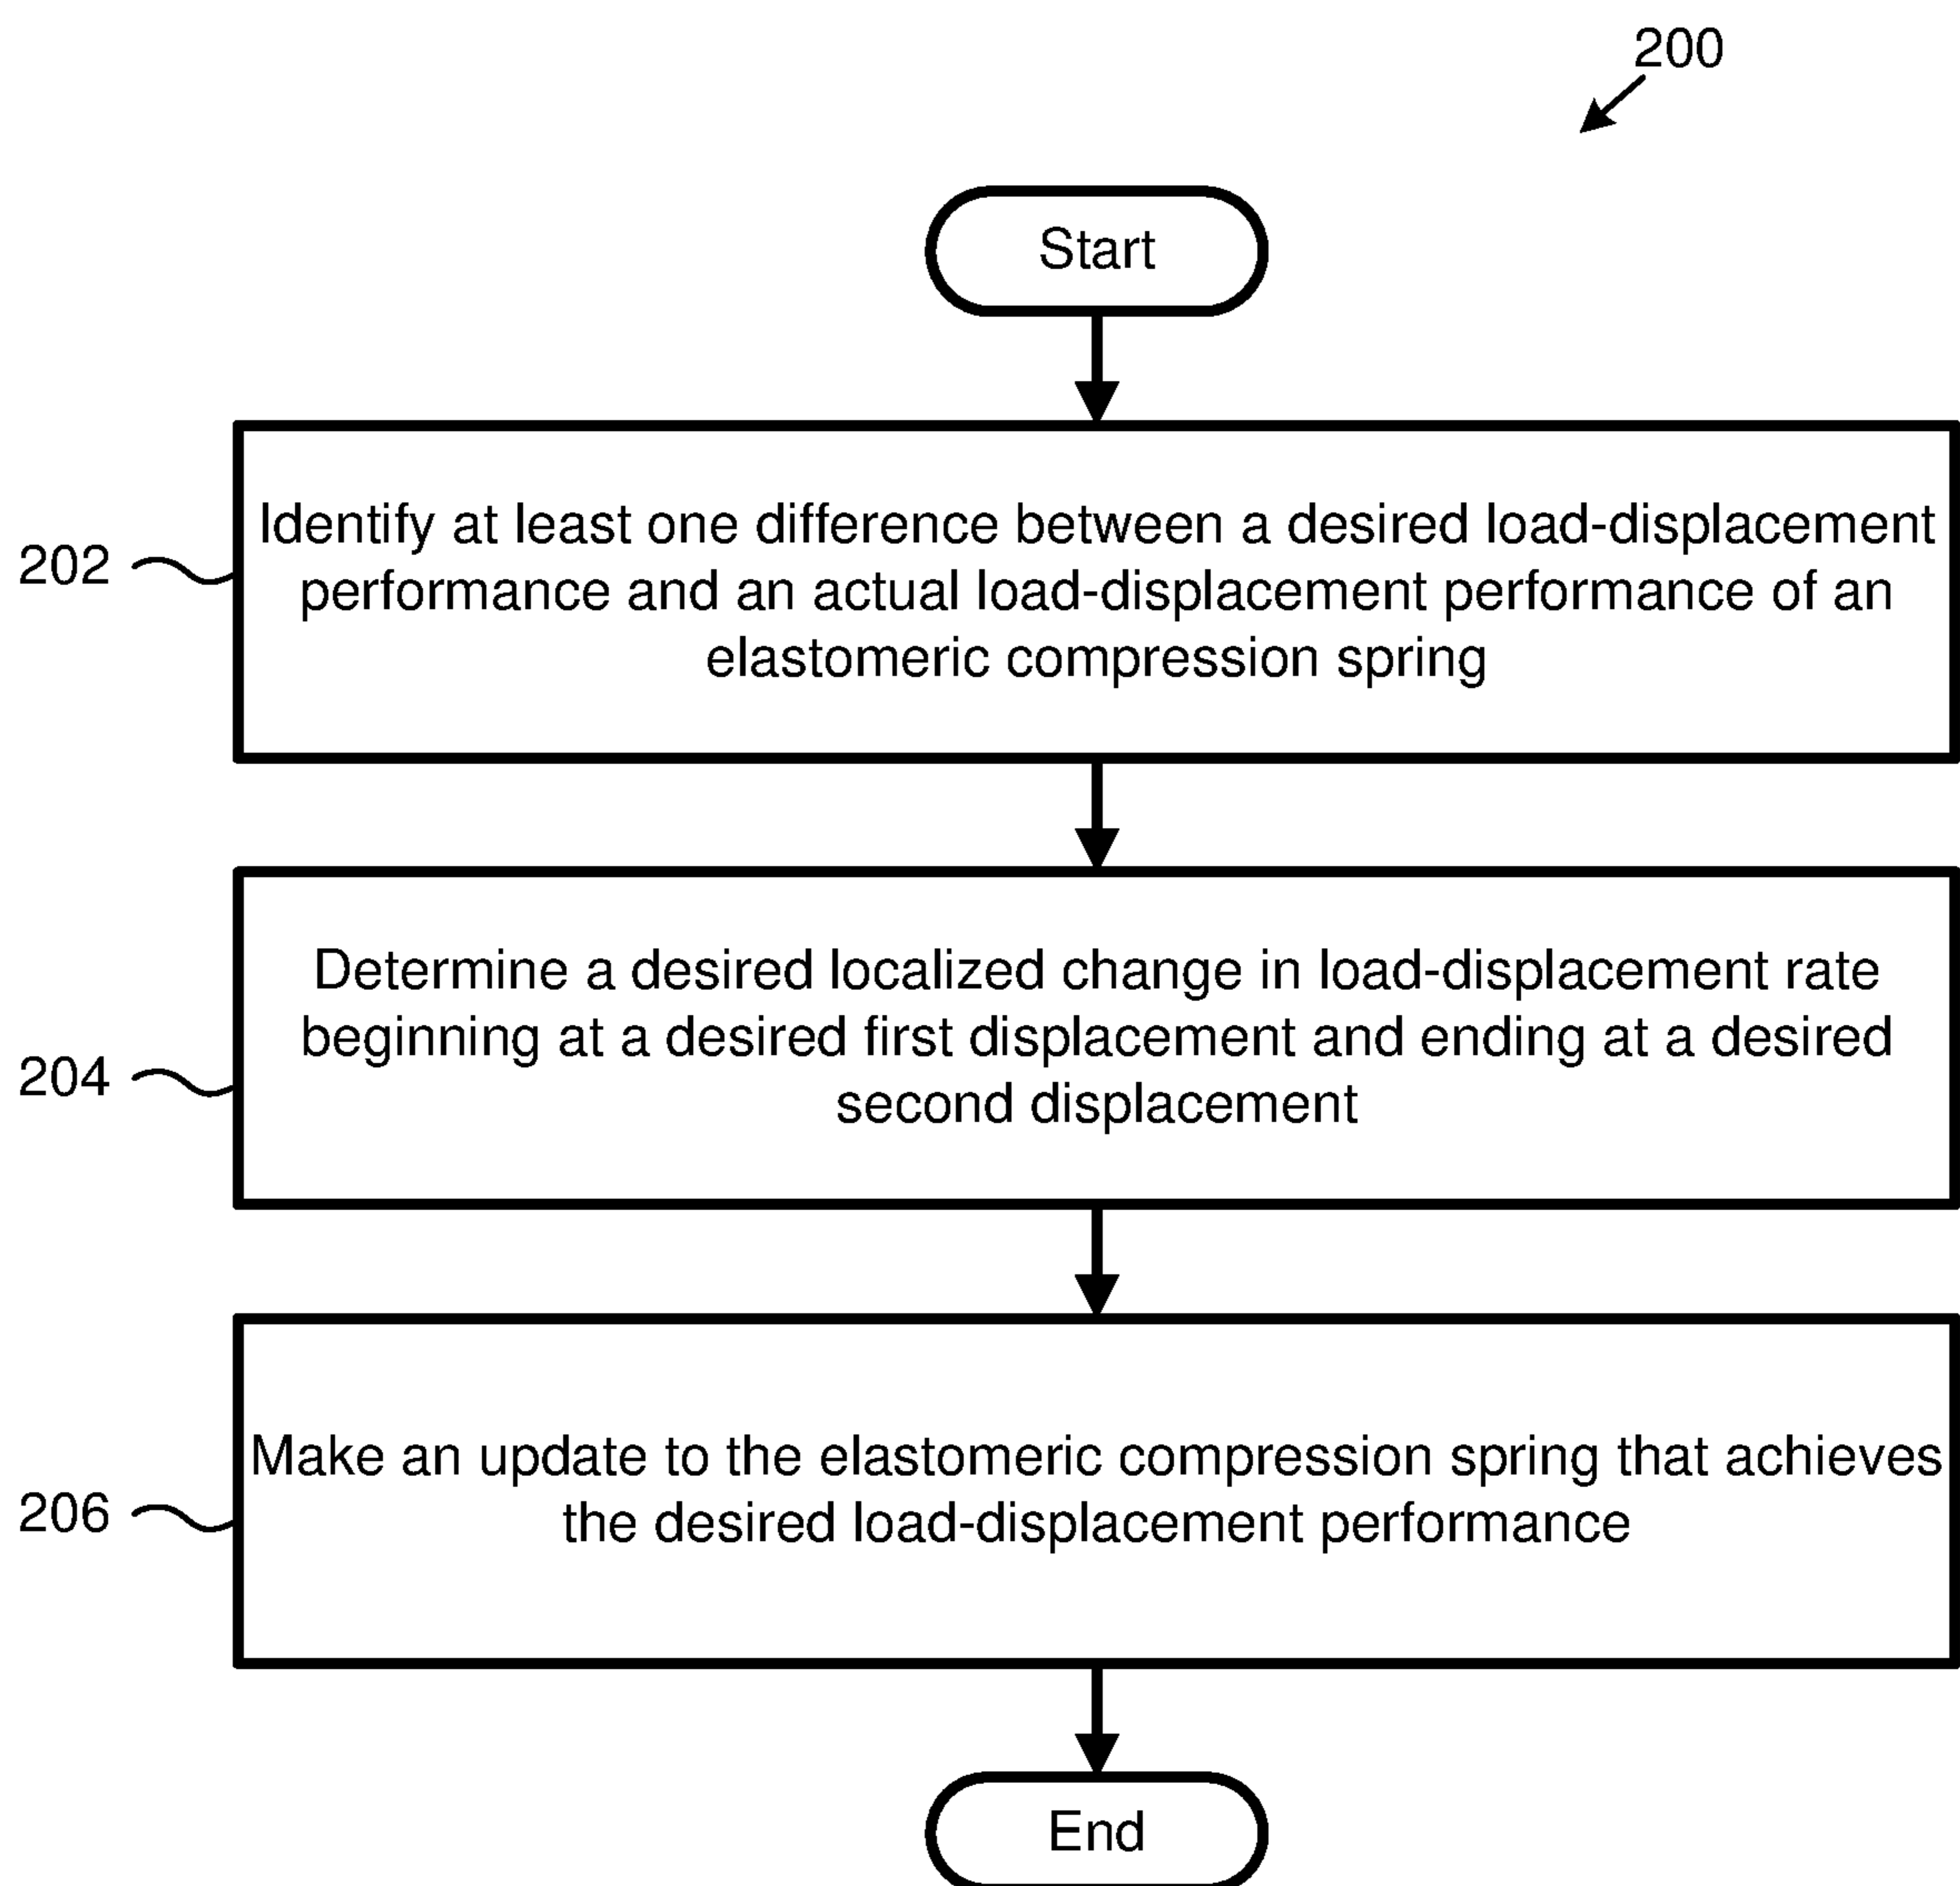 200
Start
202
Identify at least one difference between a desired load-displacement
performance and an actual load-displacement performance of an
elastomeric compression spring
204
Determine a desired localized change in load-displacement rate
beginning at a desired first displacement and ending at a desired
second displacement
206
Make an update to the elastomeric compression spring that achieves
the desired load-displacement performance
End